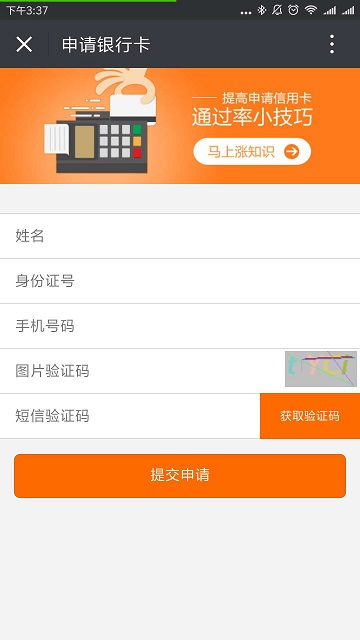 下午3:37
申请银行卡
提高申请信用卡
通过率小技巧
马上涨知识
姓名
身份证号
手机号码
图片验证码
短信验证码
获取验证码
提交申请